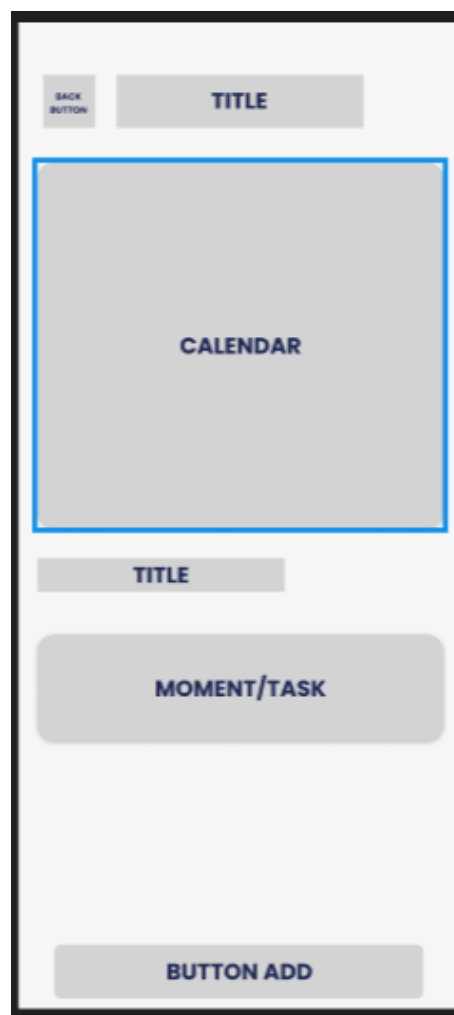 BACK
BUTTON
TITLE
CALENDAR
TITLE
MOMENT/TASK
BUTTON ADD